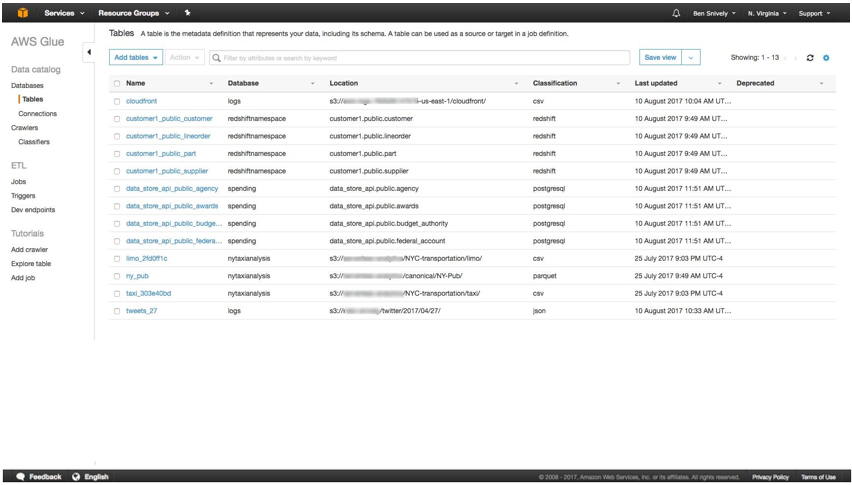 Services Resource Groups Ben Snively N. Virginia Support
AWS Glue
Data catalog
Databases
Tables
Connections
Crawlers
Classifiers
ETL
Jobs
Triggers
Dev endpoints
Tutorials
Add crawler
Explore table
Add job
Tables A table is the metadata definition that represents your data, including its schema. A table can be used as a source or target in a job definition.
Add tables Action Filter by attributes or search by keyword Save view Showing: 1 - 13
Name Database Location Classification Last updated Deprecated
cloudfront logs s3:// -us-east-1/cloudfront/ csv 10 August 2017 10:04 AM UT...
customer1_public_customer redshiftnamespace customer1.public.customer redshift 10 August 2017 9:49 AM UT...
customer1_public_lineorder redshiftnamespace customer1.public.lineorder redshift 10 August 2017 9:49 AM UT...
customer1_public_part redshiftnamespace customer1.public.part redshift 10 August 2017 9:49 AM UT...
customer1_public_supplier redshiftnamespace customer1.public.supplier redshift 10 August 2017 9:49 AM UT...
data_store_api_public_agency spending data_store_api.public.agency postgresql 10 August 2017 11:51 AM UT...
data_store_api_public_awards spending data_store_api.public.awards postgresql 10 August 2017 11:51 AM UT...
data_store_api_public_budge... spending data_store_api.public.budget_authority postgresql 10 August 2017 11:51 AM UT...
data_store_api_public_federa... spending data_store_api.public.federal_account postgresql 10 August 2017 11:51 AM UT...
limo_2fd0ff1c nytaxianalysis s3:// /NYC-transportation/limo/ csv 25 July 2017 9:03 PM UTC-4
ny_pub nytaxianalysis s3:// /canonical/NY-Pub/ parquet 25 July 2017 9:49 AM UTC-4
taxi_303e40bd nytaxianalysis s3:// /NYC-transportation/taxi/ csv 25 July 2017 9:03 PM UTC-4
tweets_27 logs s3:// /twitter/2017/04/27/ json 10 August 2017 10:33 AM UT...
Feedback English © 2008 - 2017, Amazon Web Services, Inc. or its affiliates. All rights reserved. Privacy Policy Terms of Use